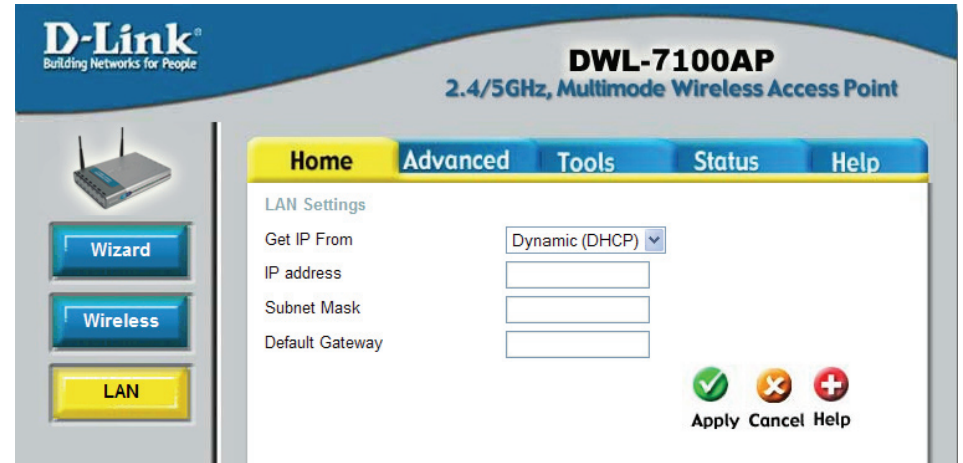 D-Link®
Building Networks for People
DWL-7100AP
2.4/5GHz, Multimode Wireless Access Point
Home Advanced Tools Status Help
LAN Settings
Get IP From Dynamic (DHCP)
IP address
Subnet Mask
Default Gateway
Apply Cancel Help
Wizard
Wireless
LAN